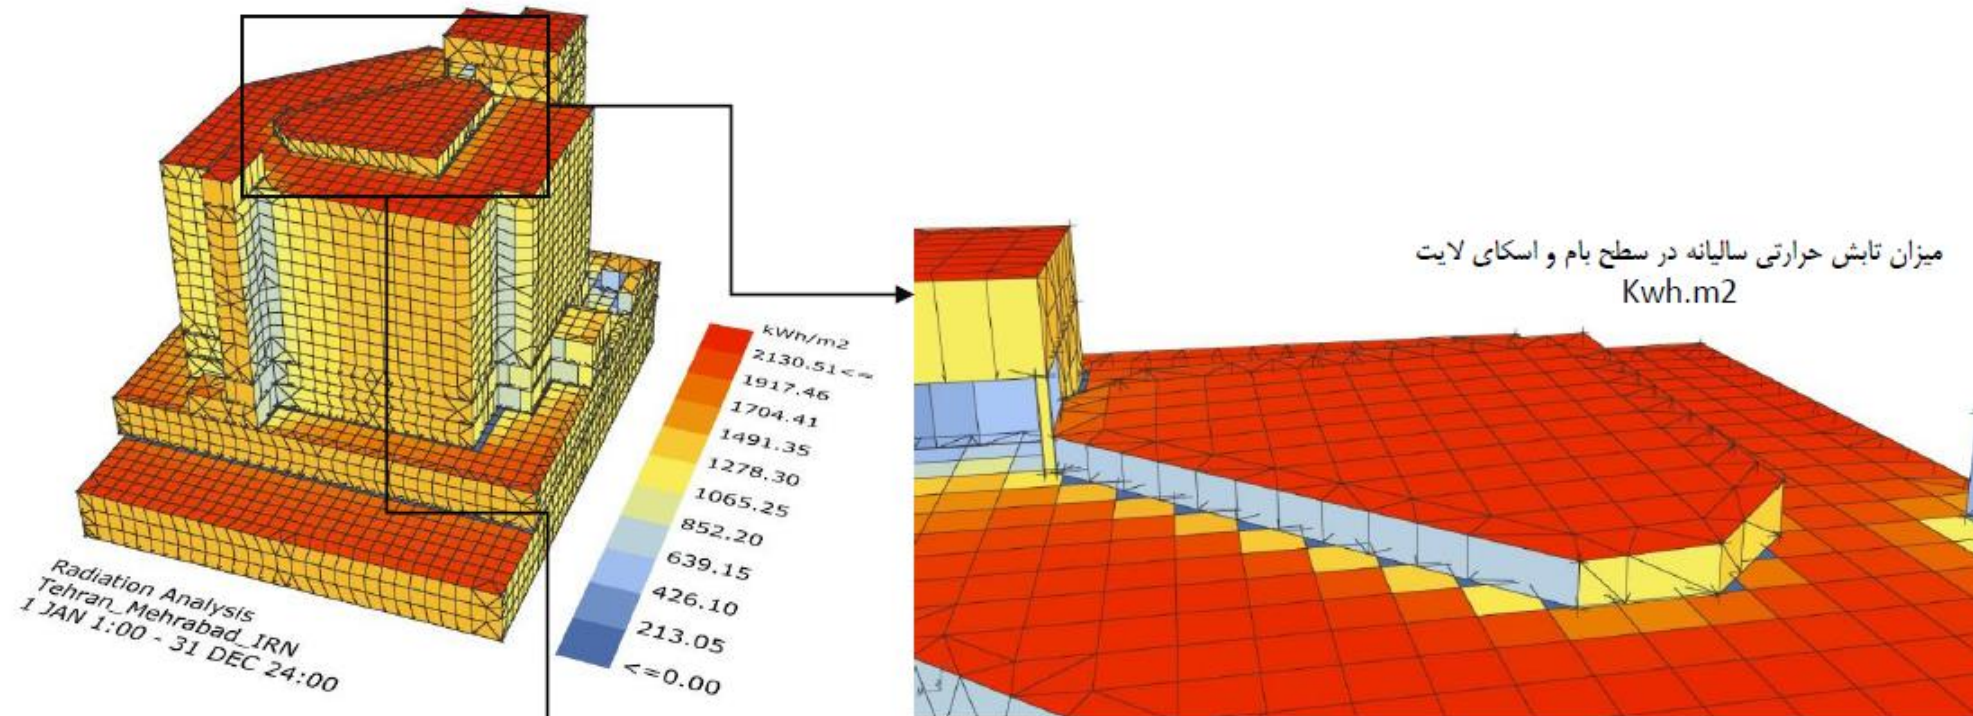 kWh/m2
2130.51<=
1917.46
1704.41
1491.35
1278.30
1065.25
852.20
639.15
426.10
213.05
<=0.00
Radiation Analysis
Tehran_Mehrabad_IRN
1 JAN 1:00 - 31 DEC 24:00
میزان تابش حرارتی سالیانه در سطح بام و اسکای لایت
Kwh.m2